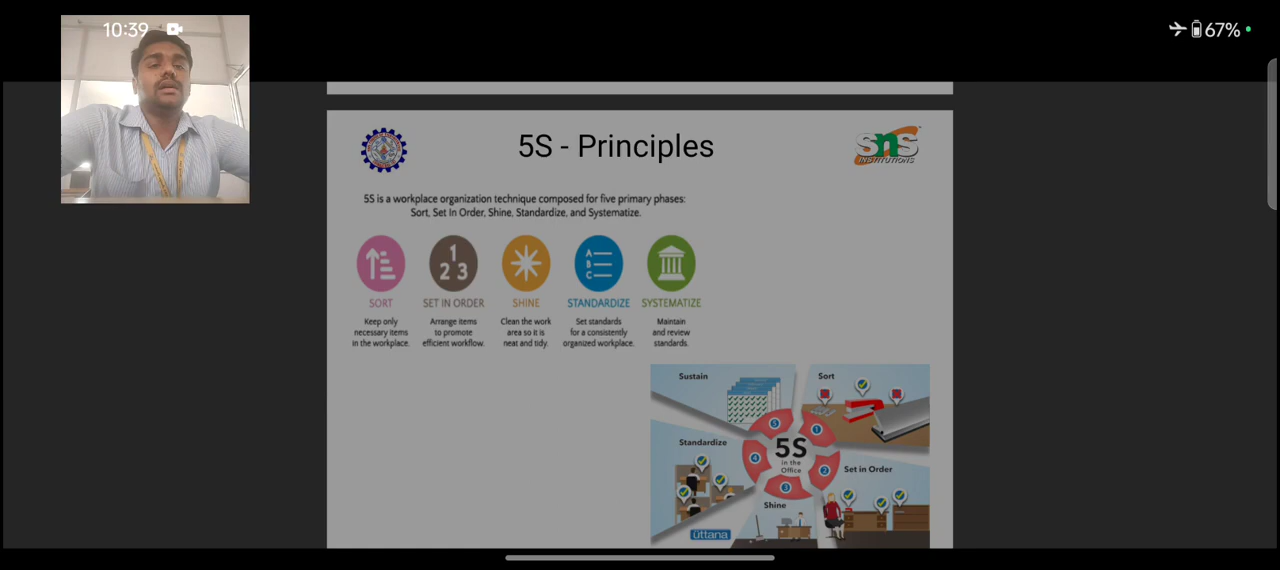 10:39
67%
5S - Principles
SNS
INSTITUTIONS
5S is a workplace organization technique composed for five primary phases:
Sort, Set In Order, Shine, Standardize, and Systematize.
1
2 3
A
B
C
SORT
SET IN ORDER
SHINE
STANDARDIZE
SYSTEMATIZE
Keep only
necessary items
in the workplace.
Arrange items
to promote
efficient workflow.
Clean the work
area so it is
neat and tidy.
Set standards
for a consistently
organized workplace.
Maintain
and review
standards.
Sustain
Sort
5
1
Standardize
5S
in the
Office
4
2
Set in Order
3
Shine
üttana